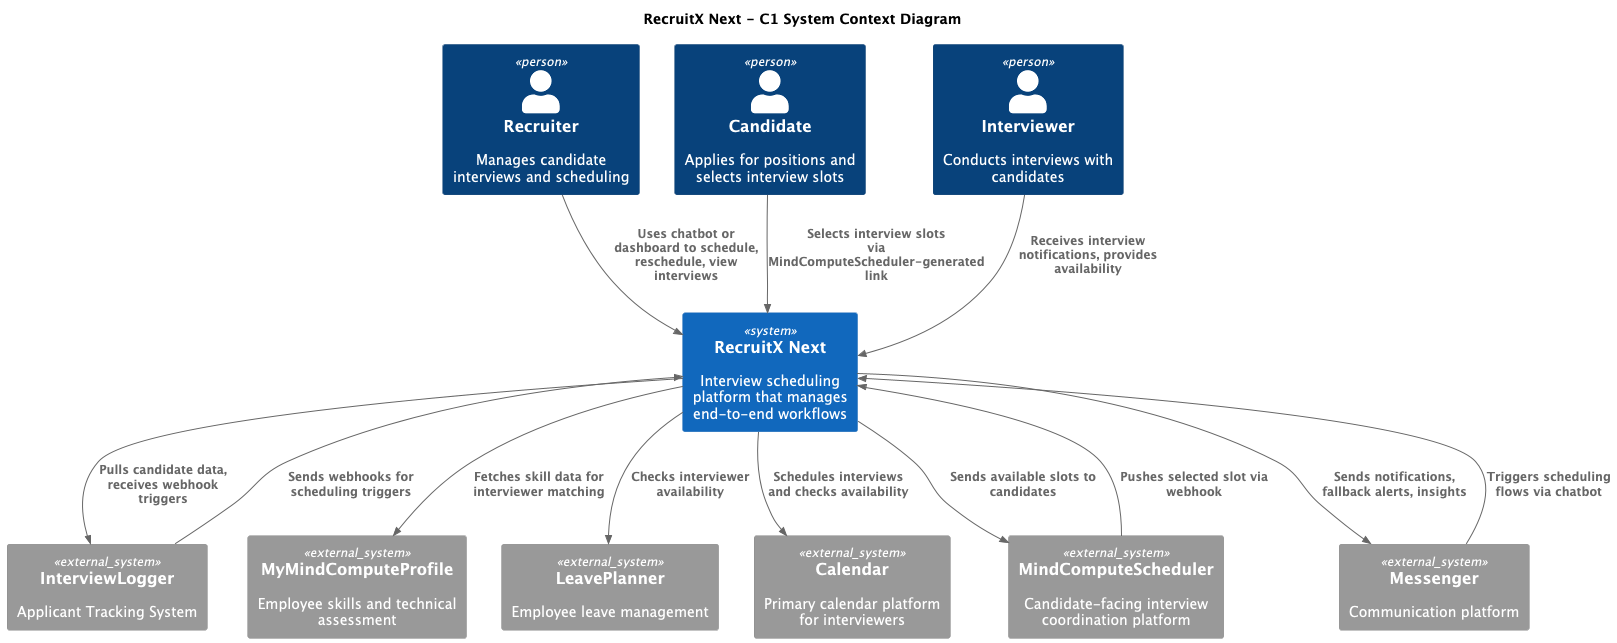 RecruitX Next - C1 System Context Diagram
«person»
Recruiter
Manages candidate
interviews and scheduling
«person»
Candidate
Applies for positions and
selects interview slots
«person»
Interviewer
Conducts interviews with
candidates
Uses chatbot or
dashboard to schedule,
reschedule, view
interviews
Selects interview slots
via
MindComputeScheduler-generated
link
Receives interview
notifications, provides
availability
«system»
RecruitX Next
Interview scheduling
platform that manages
end-to-end workflows
Pulls candidate data,
receives webhook
triggers
Sends webhooks for
scheduling triggers
Fetches skill data for
interviewer matching
Checks interviewer
availability
Schedules interviews
and checks availability
Sends available slots to
candidates
Pushes selected slot via
webhook
Sends notifications,
fallback alerts, insights
Triggers scheduling
flows via chatbot
«external_system»
InterviewLogger
Applicant Tracking System
«external_system»
MyMindComputeProfile
Employee skills and technical
assessment
«external_system»
LeavePlanner
Employee leave management
«external_system»
Calendar
Primary calendar platform
for interviewers
«external_system»
MindComputeScheduler
Candidate-facing interview
coordination platform
«external_system»
Messenger
Communication platform